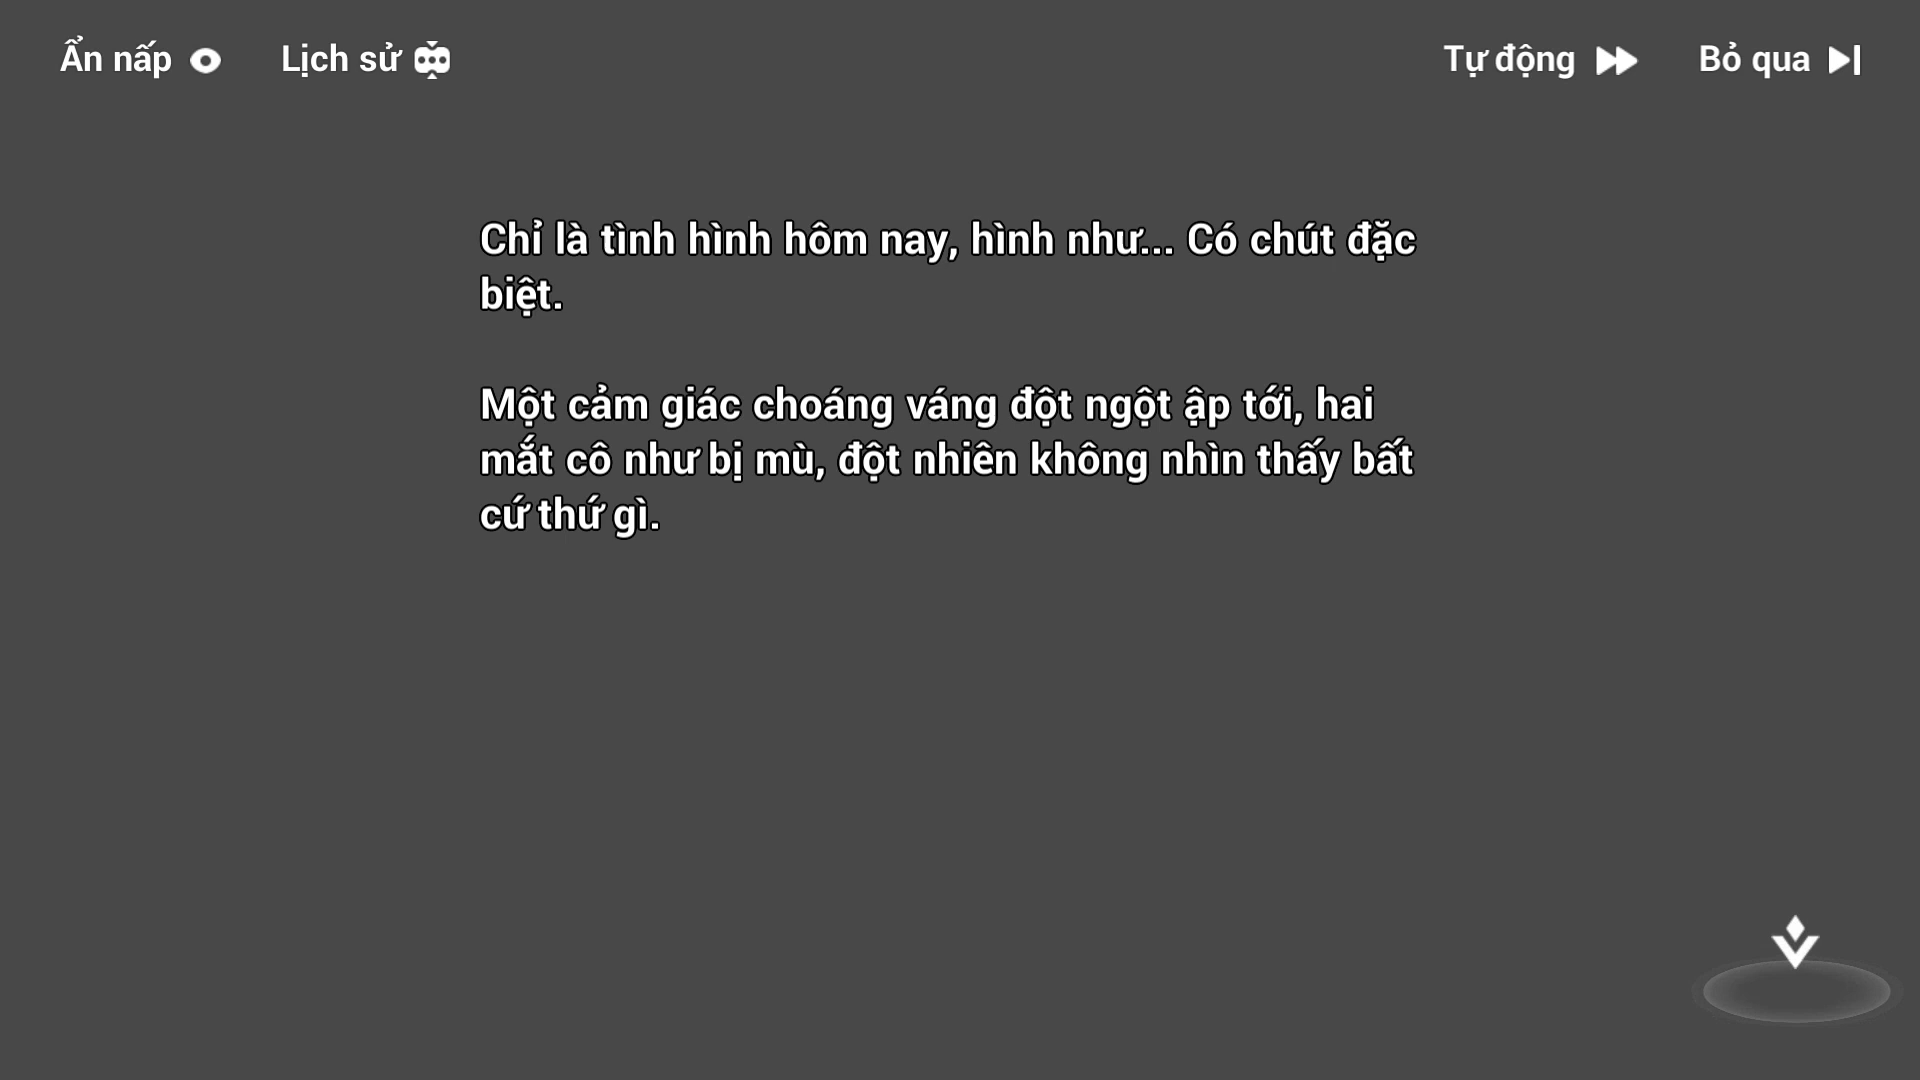 Ẩn nấp
Lịch sử
Tự động
Bỏ qua
Chỉ là tình hình hôm nay, hình như... Có chút đặc
biệt.
Một cảm giác choáng váng đột ngột ập tới, hai
mắt cô như bị mù, đột nhiên không nhìn thấy bất
cứ thứ gì.